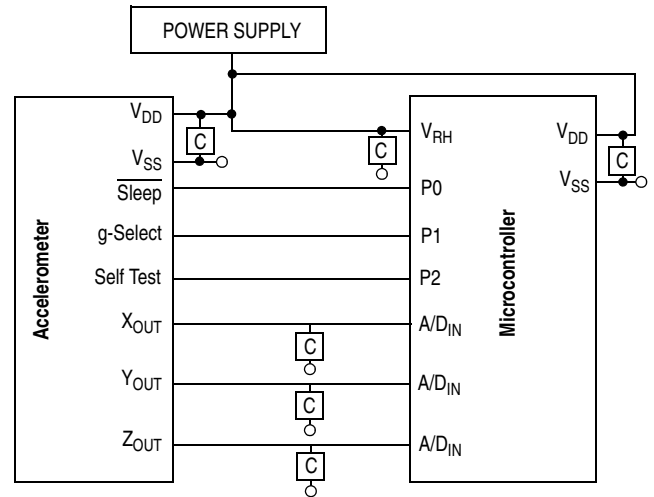 POWER SUPPLY
Accelerometer
V_DD
C
V_SS
Sleep
g-Select
Self Test
X_OUT
Y_OUT
Z_OUT
C
C
C
C
Microcontroller
V_RH
P0
P1
P2
A/D_IN
A/D_IN
A/D_IN
V_DD
C
V_SS